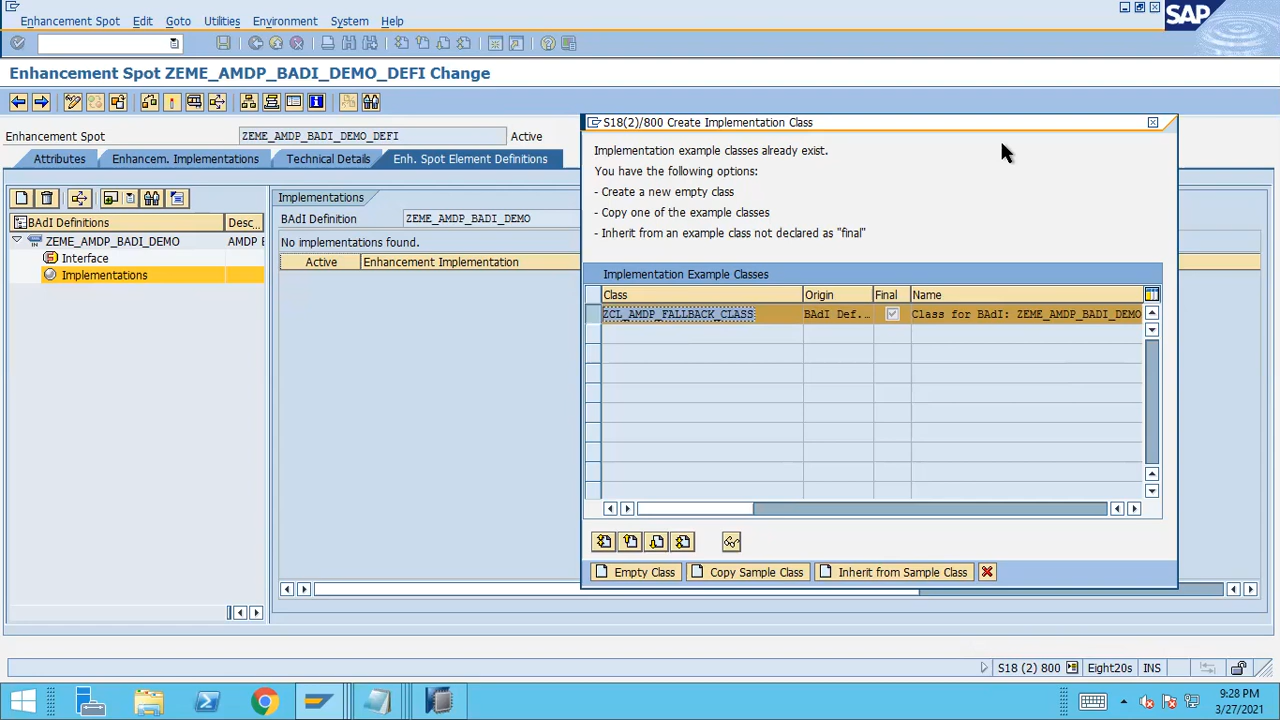 Enhancement Spot Edit Goto Utilities Environment System Help
SAP
Enhancement Spot ZEME_AMDP_BADI_DEMO_DEFI Change
Enhancement Spot ZEME_AMDP_BADI_DEMO_DEFI Active
Attributes Enhancem. Implementations Technical Details Enh. Spot Element Definitions
BAdI Definitions Desc..
ZEME_AMDP_BADI_DEMO AMDP B
Interface
Implementations
Implementations
BAdI Definition ZEME_AMDP_BADI_DEMO
No implementations found.
Active Enhancement Implementation
S18(2)/800 Create Implementation Class
Implementation example classes already exist.
You have the following options:
- Create a new empty class
- Copy one of the example classes
- Inherit from an example class not declared as "final"
Implementation Example Classes
Class Origin Final Name
ZCL_AMDP_FALLBACK_CLASS BAdI Def... Class for BAdI: ZEME_AMDP_BADI_DEMO
Empty Class Copy Sample Class Inherit from Sample Class
S18 (2) 800 Eight20s INS
9:28 PM
3/27/2021